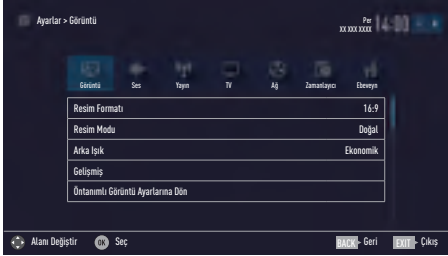 Ayarlar > Görüntü
Per
XX XXX XXXX
14:00
Görüntü Ses Yayın TV Ağ Zamanlayıcı Ebeveyn
Resim Formatı 16:9
Resim Modu Doğal
Arka Işık Ekonomik
Gelişmiş
Öntanımlı Görüntü Ayarlarına Dön
Alanı Değiştir OK Seç BACK Geri EXIT Çıkış